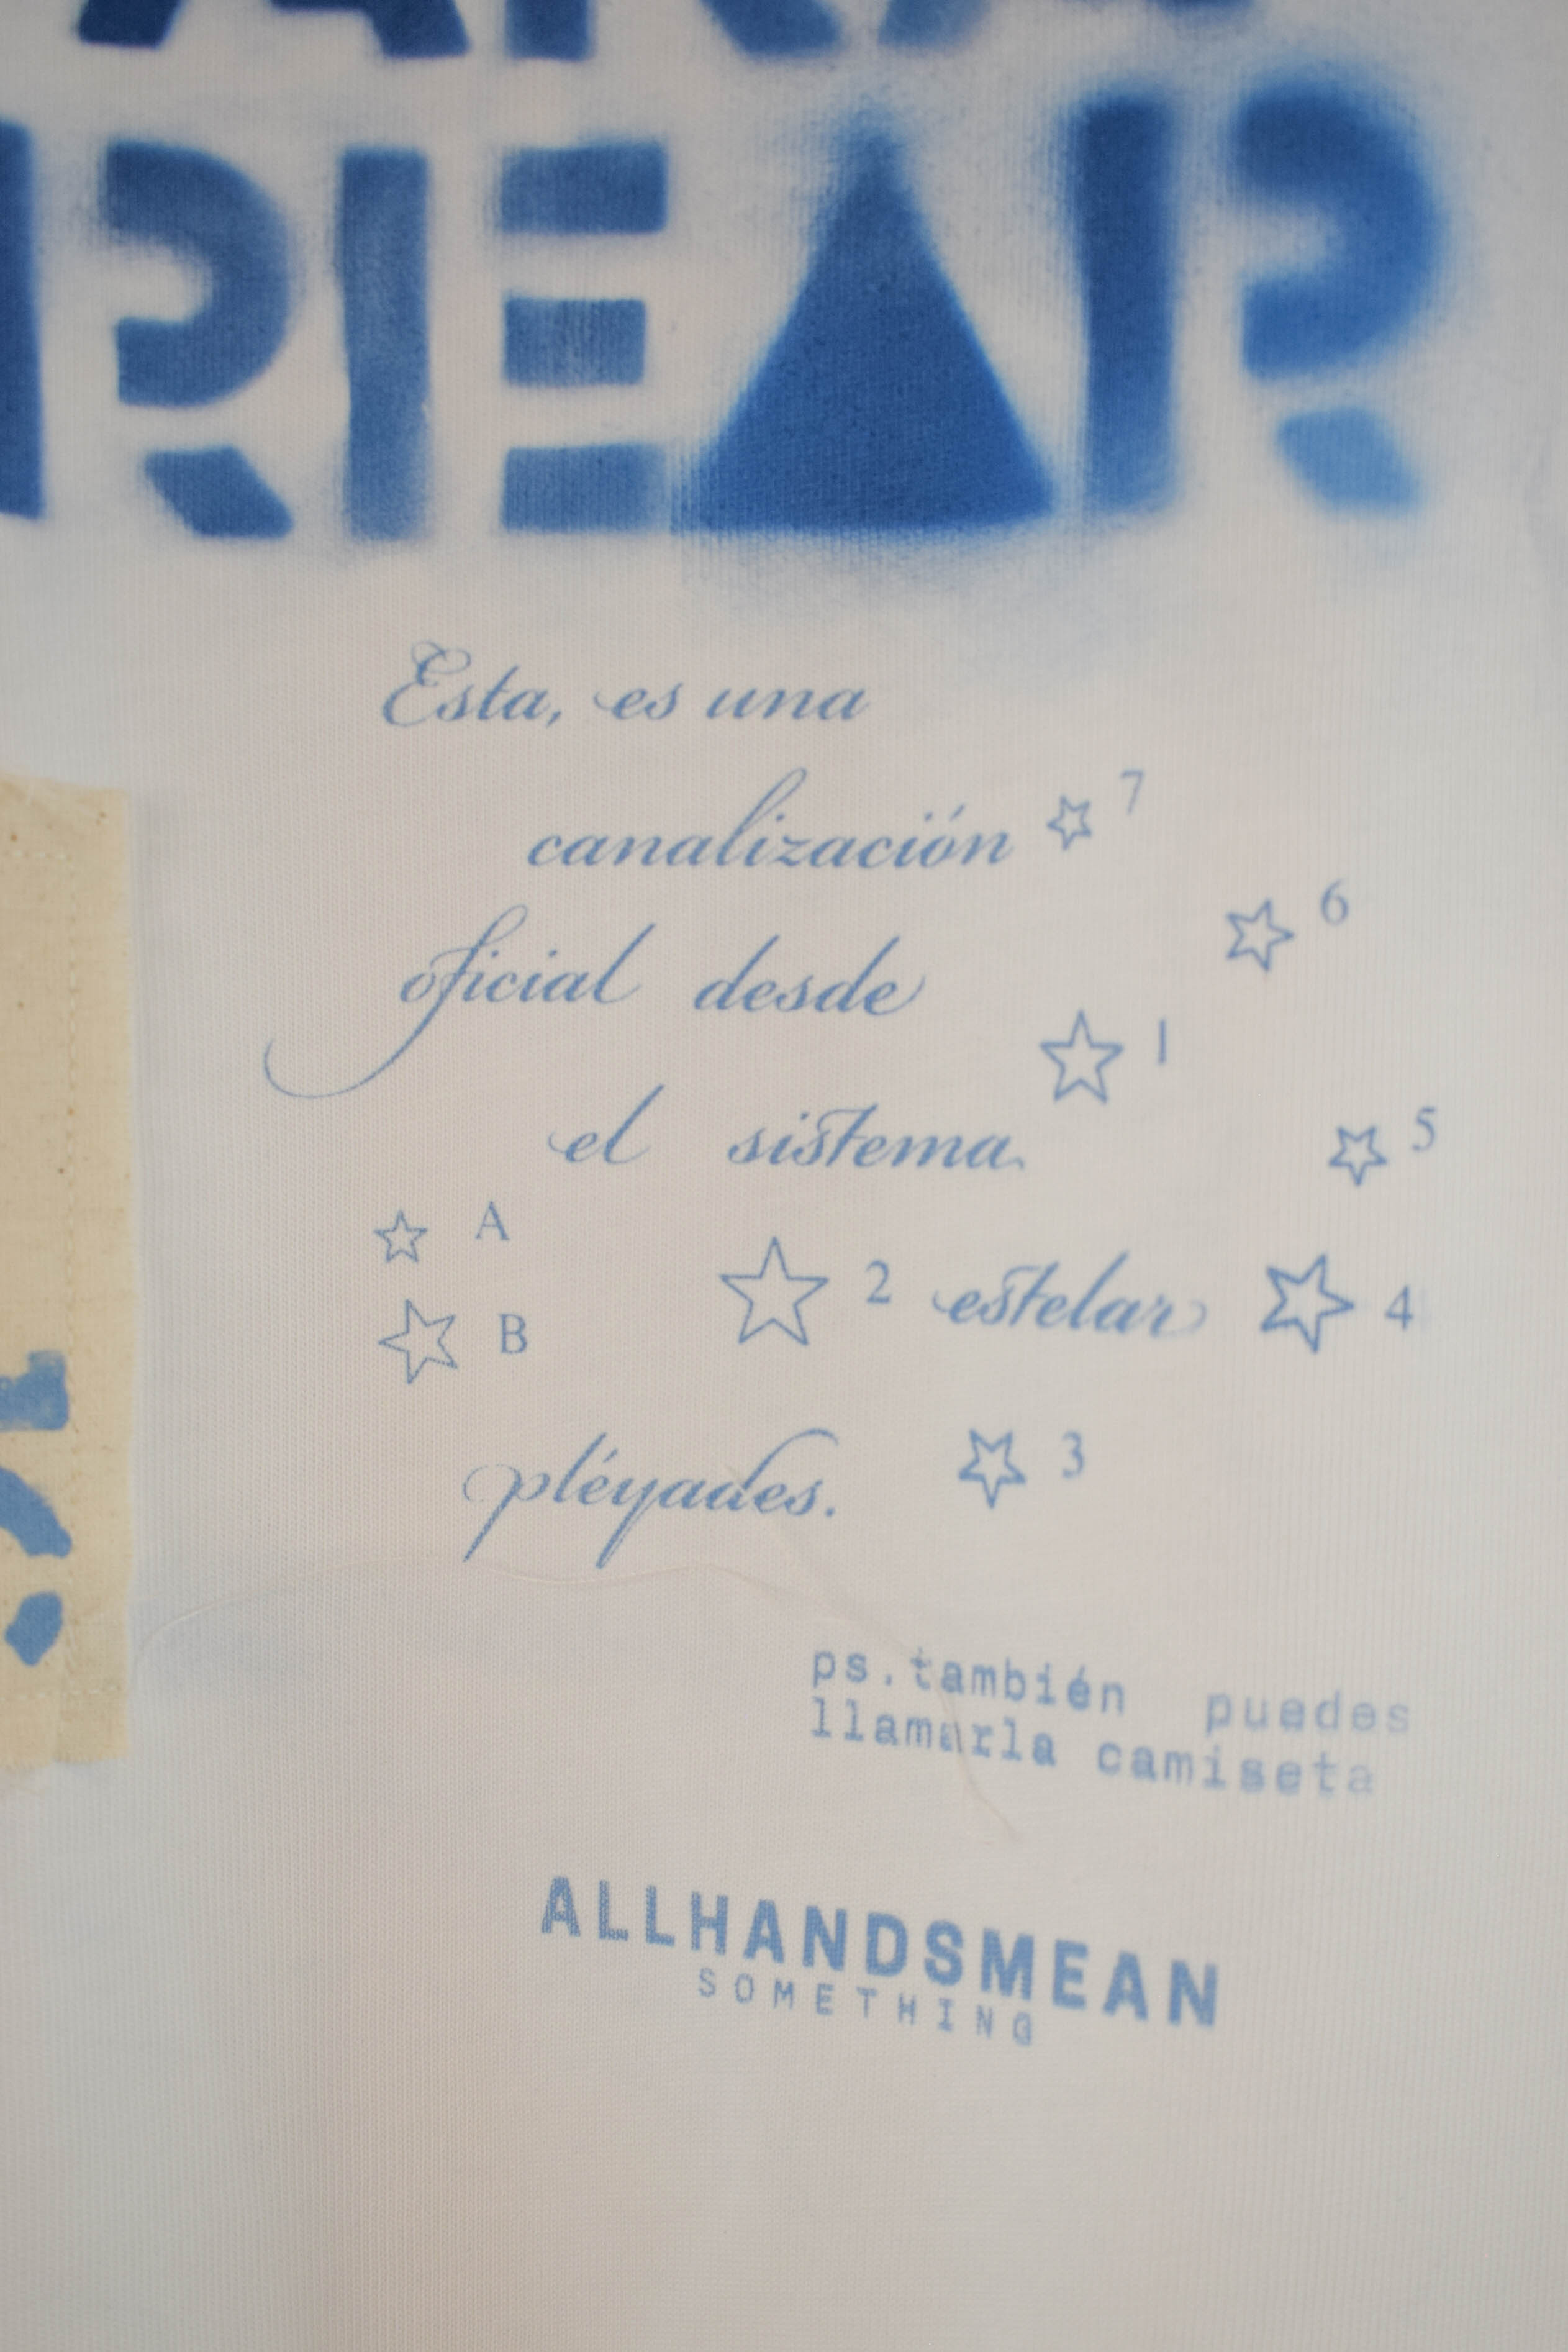 REAR
Esta, es una
canalización 7
oficial desde 6
1
el sistema 5
A
2 estelar 4
B
pléyades. 3
ps.también puedes
llamarla camiseta
ALLHANDSMEAN
SOMETHING